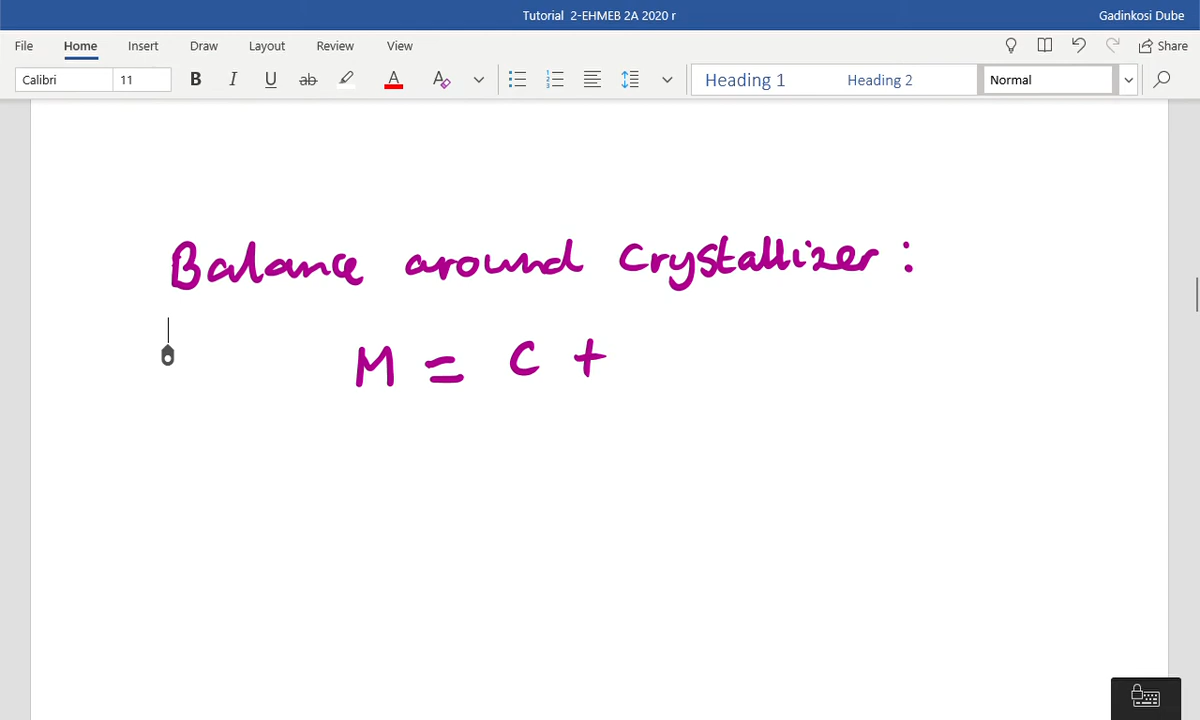 Tutorial 2-EHMEB 2A 2020 r
Gadinkosi Dube
File Home Insert Draw Layout Review View Share
Calibri 11 B I U ab A A Heading 1 Heading 2 Normal
Balance around Crystallizer :
M = C +